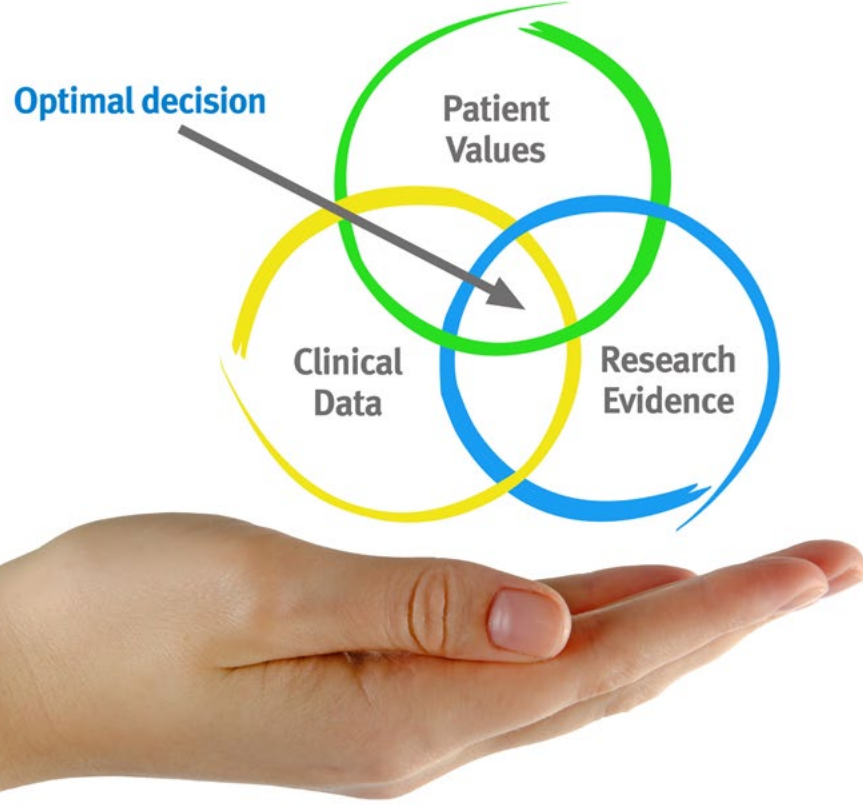 Optimal decision
Patient
Values
Clinical
Data
Research
Evidence